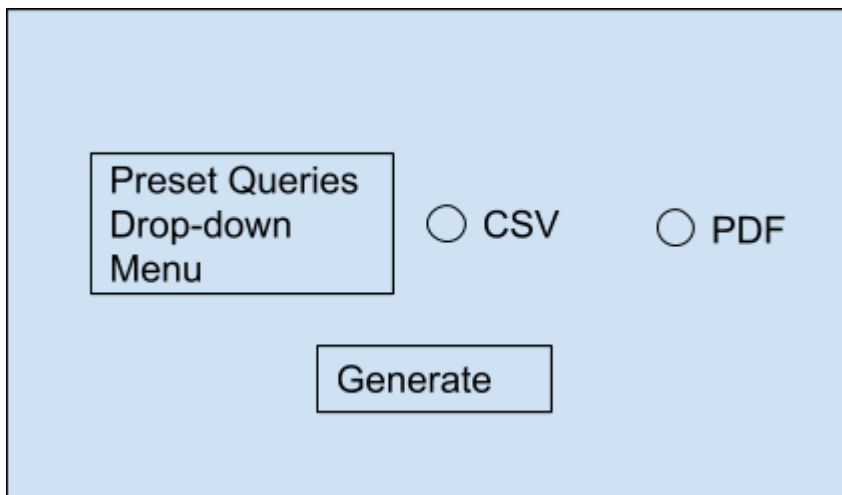 Preset Queries
Drop-down
Menu
CSV
PDF
Generate